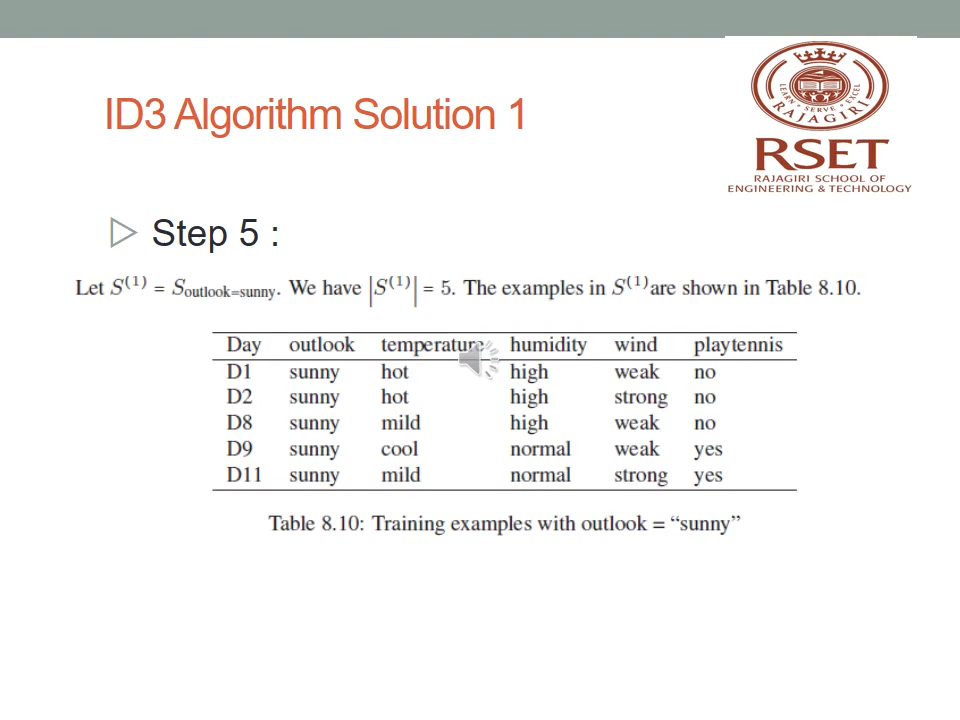 ID3 Algorithm Solution 1
LEARN • SERVE • EXCEL
RAJAGIRI
RSET
RAJAGIRI SCHOOL OF
ENGINEERING & TECHNOLOGY
Step 5 :
Let S⁽¹⁾ = S_outlook=sunny. We have |S⁽¹⁾| = 5. The examples in S⁽¹⁾ are shown in Table 8.10.
Day outlook temperature humidity wind playtennis
D1 sunny hot high weak no
D2 sunny hot high strong no
D8 sunny mild high weak no
D9 sunny cool normal weak yes
D11 sunny mild normal strong yes
Table 8.10: Training examples with outlook = “sunny”